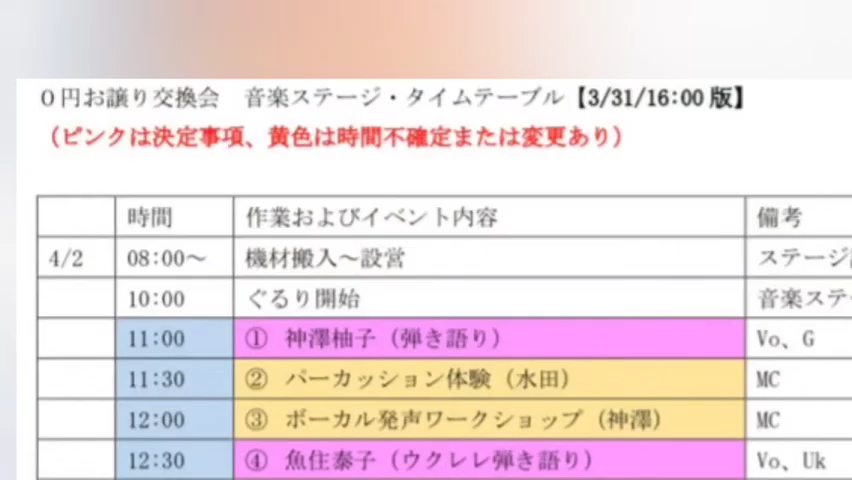 0円お譲り交換会　音楽ステージ・タイムテーブル【3/31/16:00 版】
（ピンクは決定事項、黄色は時間不確定または変更あり）
時間　作業およびイベント内容　備考
4/2　08:00～　機材搬入～設営　ステージ
10:00　ぐるり開始　音楽ステー
11:00　① 神澤柚子（弾き語り）　Vo、G
11:30　② パーカッション体験（水田）　MC
12:00　③ ボーカル発声ワークショップ（神澤）　MC
12:30　④ 魚住泰子（ウクレレ弾き語り）　Vo、Uk